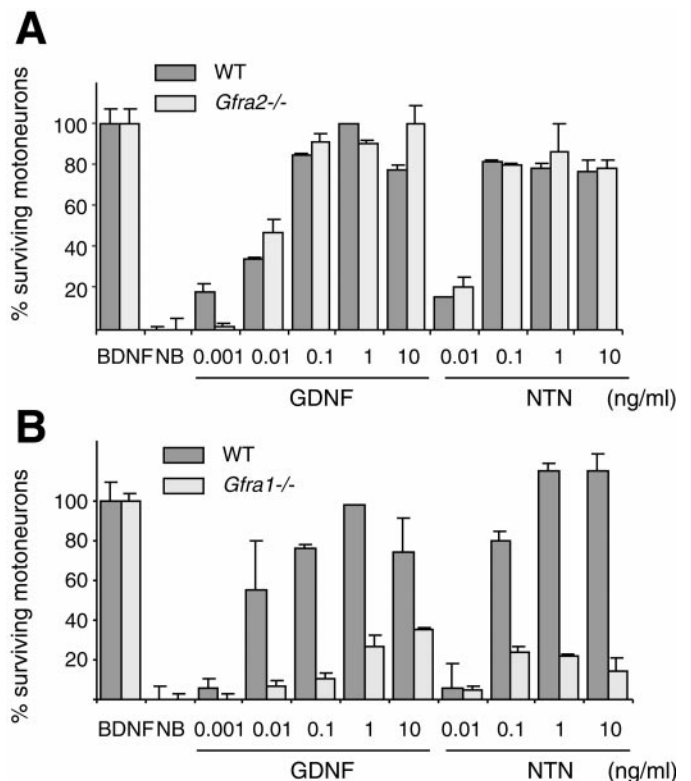 A
WT
Gfra2-/-
% surviving motoneurons
100
80
60
40
20
BDNF NB 0.001 0.01 0.1 1 10 0.01 0.1 1 10
GDNF NTN (ng/ml)
B
WT
Gfra1-/-
% surviving motoneurons
100
80
60
40
20
BDNF NB 0.001 0.01 0.1 1 10 0.01 0.1 1 10
GDNF NTN (ng/ml)